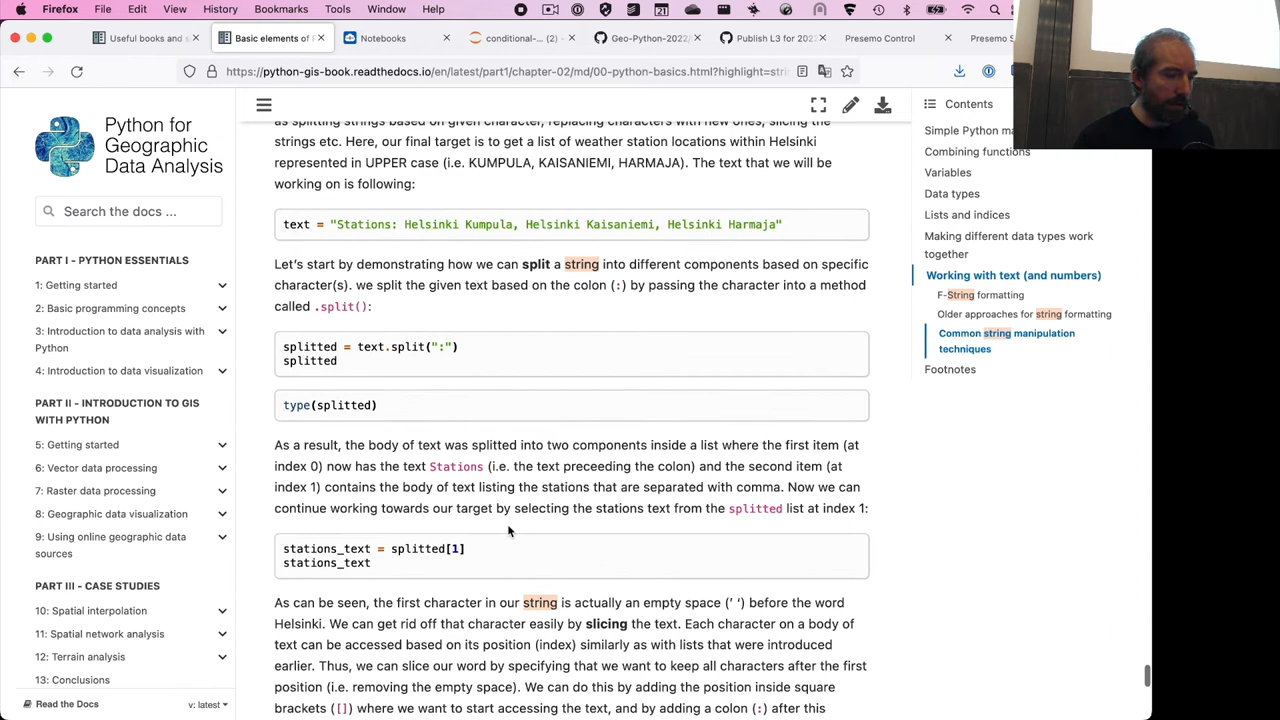 Firefox File Edit View History Bookmarks Tools Window Help
Useful books and Basic elements of Notebooks conditional-… (2) - Geo-Python-2022/ Publish L3 for 2022 Presemo Control Presemo
https://python-gis-book.readthedocs.io/en/latest/part1/chapter-02/md/00-python-basics.html?highlight=stri
Python for
Geographic
Data Analysis
Search the docs ...
PART I - PYTHON ESSENTIALS
1: Getting started
2: Basic programming concepts
3: Introduction to data analysis with
Python
4: Introduction to data visualization
PART II - INTRODUCTION TO GIS
WITH PYTHON
5: Getting started
6: Vector data processing
7: Raster data processing
8: Geographic data visualization
9: Using online geographic data
sources
PART III - CASE STUDIES
10: Spatial interpolation
11: Spatial network analysis
12: Terrain analysis
13: Conclusions
Read the Docs v: latest
as splitting strings based on given character, replacing characters with new ones, slicing the
strings etc. Here, our final target is to get a list of weather station locations within Helsinki
represented in UPPER case (i.e. KUMPULA, KAISANIEMI, HARMAJA). The text that we will be
working on is following:
text = "Stations: Helsinki Kumpula, Helsinki Kaisaniemi, Helsinki Harmaja"
Let's start by demonstrating how we can split a string into different components based on specific
character(s). we split the given text based on the colon (:) by passing the character into a method
called .split():
splitted = text.split(":")
splitted
type(splitted)
As a result, the body of text was splitted into two components inside a list where the first item (at
index 0) now has the text Stations (i.e. the text preceeding the colon) and the second item (at
index 1) contains the body of text listing the stations that are separated with comma. Now we can
continue working towards our target by selecting the stations text from the splitted list at index 1:
stations_text = splitted[1]
stations_text
As can be seen, the first character in our string is actually an empty space (' ') before the word
Helsinki. We can get rid off that character easily by slicing the text. Each character on a body of
text can be accessed based on its position (index) similarly as with lists that were introduced
earlier. Thus, we can slice our word by specifying that we want to keep all characters after the first
position (i.e. removing the empty space). We can do this by adding the position inside square
brackets ([]) where we want to start accessing the text, and by adding a colon (:) after this
Contents
Simple Python
Combining functions
Variables
Data types
Lists and indices
Making different data types work
together
Working with text (and numbers)
F-String formatting
Older approaches for string formatting
Common string manipulation
techniques
Footnotes